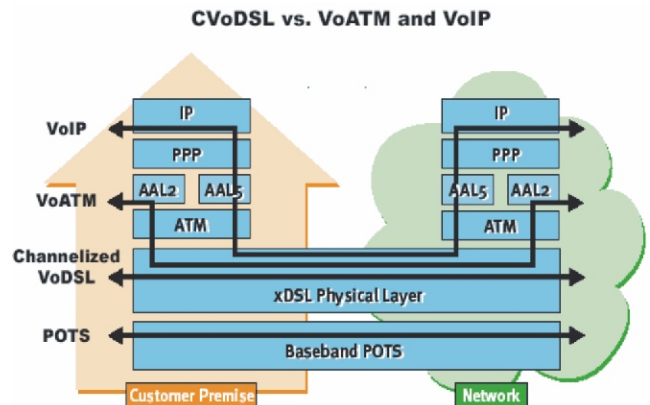 CVoDSL vs. VoATM and VoIP
IP
IP
VoIP
PPP
PPP
AAL2
AAL5
AAL5
AAL2
VoATM
ATM
ATM
Channelized
VoDSL
xDSL Physical Layer
POTS
Baseband POTS
Customer Premise
Network